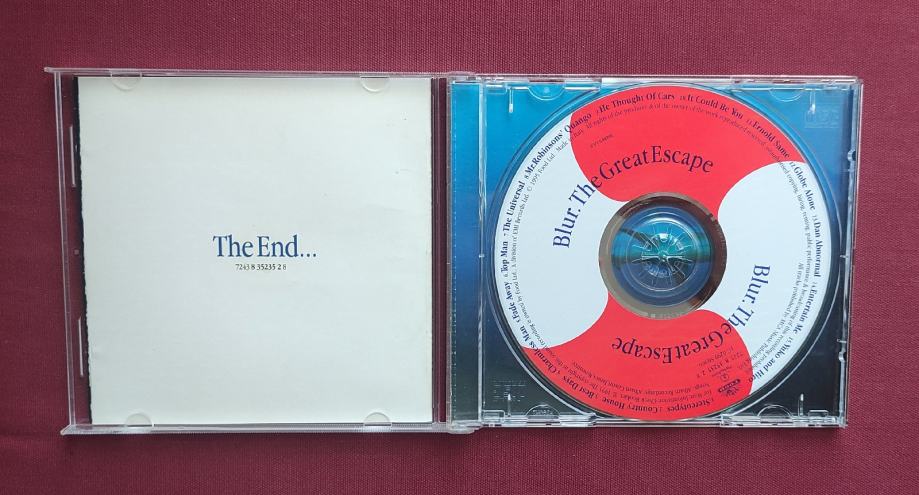 The End...
7243 8 35235 2 8
Blur. The Great Escape
Blur. The Great Escape
1.Stereotypes 2.Country House 3.Best Days 4.Charmless Man 5.Fade Away 6.Top Man 7.The Universal 8.Mr.Robinsons' Quango 9.He Thought Of Cars 10.It Could Be You 11.Ernold Same 12.Globe Alone 13.Dan Abnormal 14.Entertain Me 15.Yuko and Hiro